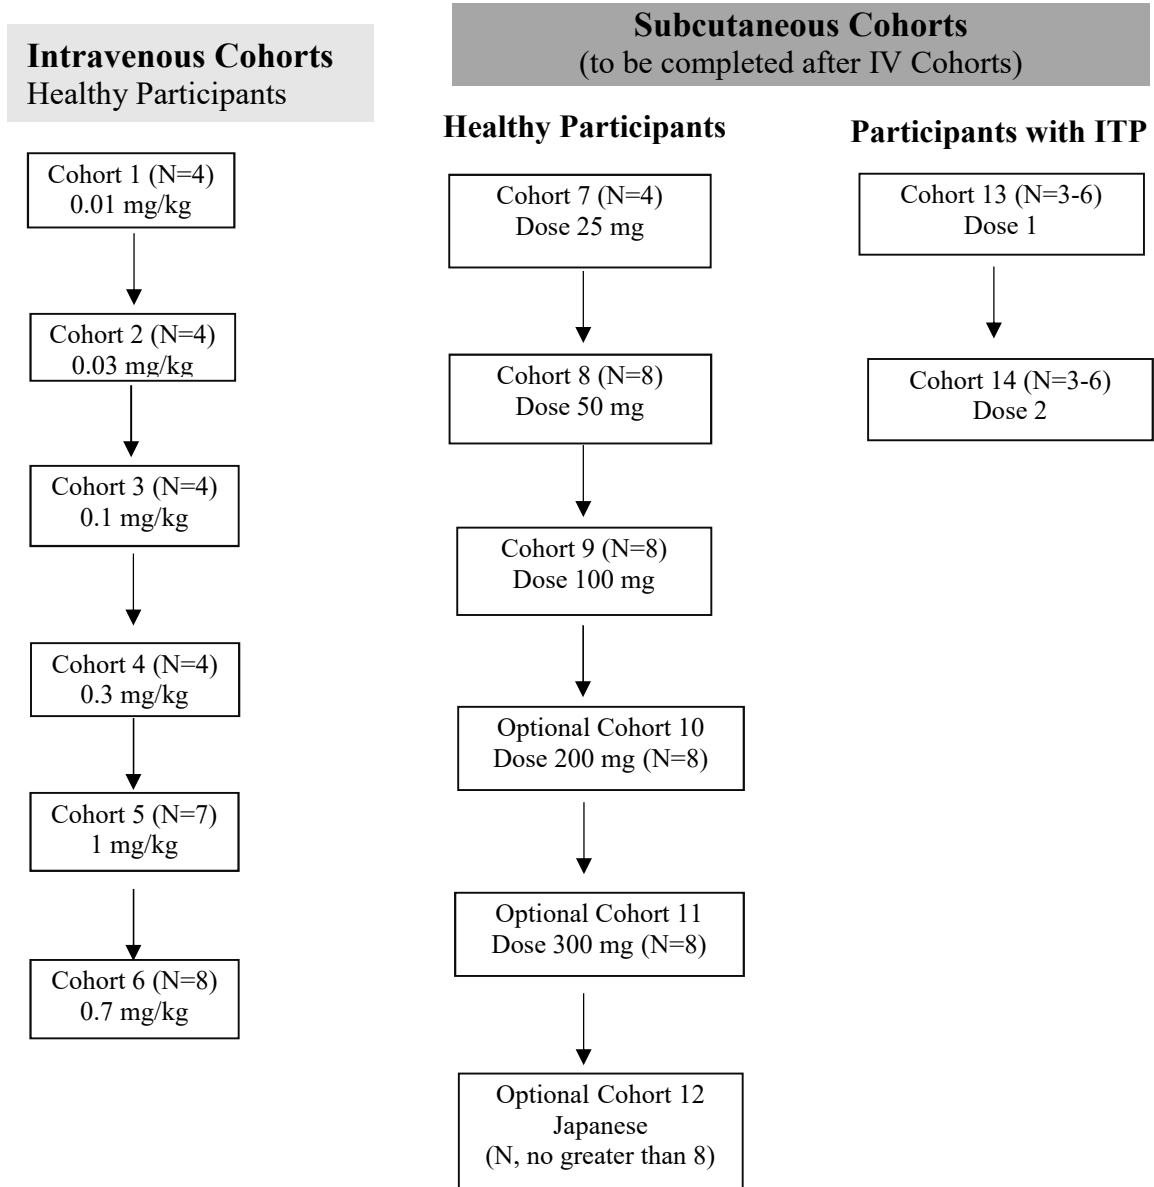 Intravenous Cohorts
Healthy Participants
Cohort 1 (N=4)
0.01 mg/kg
Cohort 2 (N=4)
0.03 mg/kg
Cohort 3 (N=4)
0.1 mg/kg
Cohort 4 (N=4)
0.3 mg/kg
Cohort 5 (N=7)
1 mg/kg
Cohort 6 (N=8)
0.7 mg/kg
Subcutaneous Cohorts
(to be completed after IV Cohorts)
Healthy Participants
Cohort 7 (N=4)
Dose 25 mg
Cohort 8 (N=8)
Dose 50 mg
Cohort 9 (N=8)
Dose 100 mg
Optional Cohort 10
Dose 200 mg (N=8)
Optional Cohort 11
Dose 300 mg (N=8)
Optional Cohort 12
Japanese
(N, no greater than 8)
Participants with ITP
Cohort 13 (N=3-6)
Dose 1
Cohort 14 (N=3-6)
Dose 2